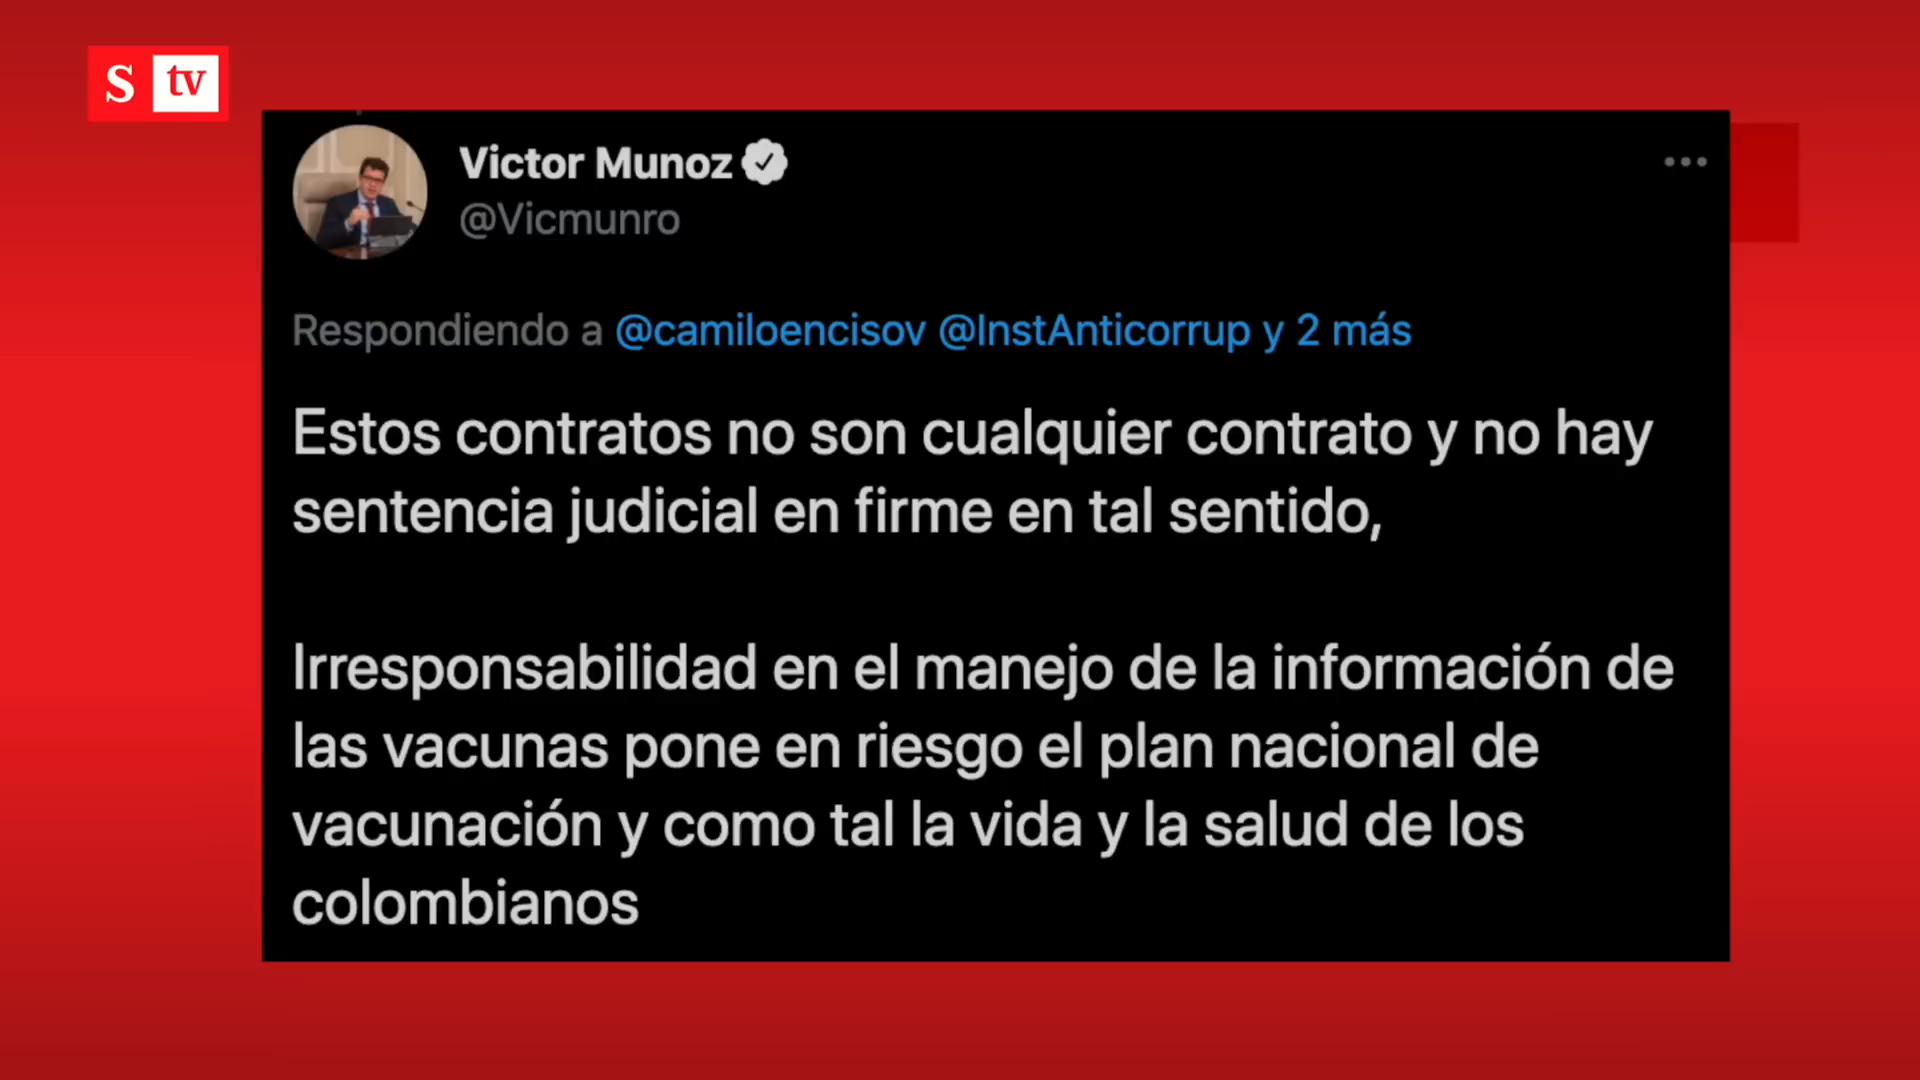 S tv
Victor Munoz
@Vicmunro
Respondiendo a @camiloencisov @InstAnticorrup y 2 más
Estos contratos no son cualquier contrato y no hay
sentencia judicial en firme en tal sentido,
Irresponsabilidad en el manejo de la información de
las vacunas pone en riesgo el plan nacional de
vacunación y como tal la vida y la salud de los
colombianos